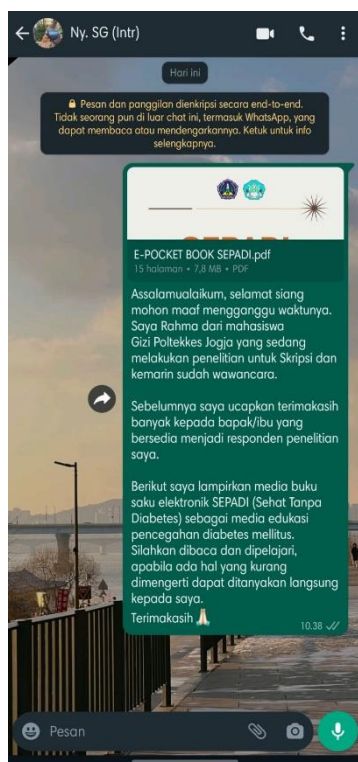 Ny. SG (Intr)
Hari ini
Pesan dan panggilan dienkripsi secara end-to-end.
Tidak seorang pun di luar chat ini, termasuk WhatsApp, yang
dapat membaca atau mendengarkannya. Ketuk untuk info
selengkapnya.
E-POCKET BOOK SEPADI.pdf
15 halaman • 7,8 MB • PDF
Assalamualaikum, selamat siang
mohon maaf mengganggu waktunya.
Saya Rahma dari mahasiswa
Gizi Poltekkes Jogja yang sedang
melakukan penelitian untuk Skripsi dan
kemarin sudah wawancara.
Sebelumnya saya ucapkan terimakasih
banyak kepada bapak/ibu yang
bersedia menjadi responden penelitian
saya.
Berikut saya lampirkan media buku
saku elektronik SEPADI (Sehat Tanpa
Diabetes) sebagai media edukasi
pencegahan diabetes mellitus.
Silahkan dibaca dan dipelajari,
apabila ada hal yang kurang
dimengerti dapat ditanyakan langsung
kepada saya.
Terimakasih 🙏🏻
10.38
Pesan